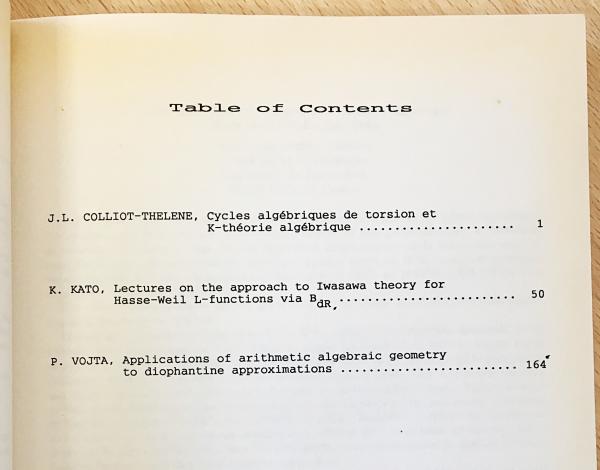 Table of Contents
J.L. COLLIOT-THELENE, Cycles algébriques de torsion et
K-théorie algébrique ...................... 1
K. KATO, Lectures on the approach to Iwasawa theory for
Hasse-Weil L-functions via BdR, ......................... 50
P. VOJTA, Applications of arithmetic algebraic geometry
to diophantine approximations ......................... 164